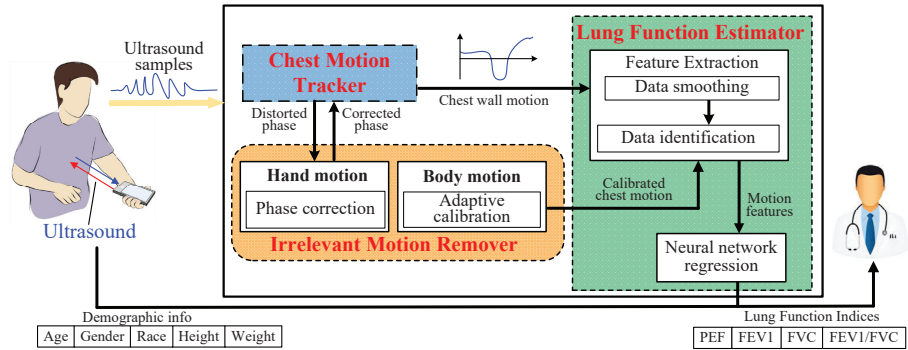 Ultrasound
samples
Ultrasound
Chest Motion
Tracker
Distorted
phase
Corrected
phase
Chest wall motion
Hand motion
Phase correction
Body motion
Adaptive
calibration
Irrelevant Motion Remover
Calibrated
chest motion
Lung Function Estimator
Feature Extraction
Data smoothing
Data identification
Motion
features
Neural network
regression
Demographic info
Age Gender Race Height Weight
Lung Function Indices
PEF FEV1 FVC FEV1/FVC